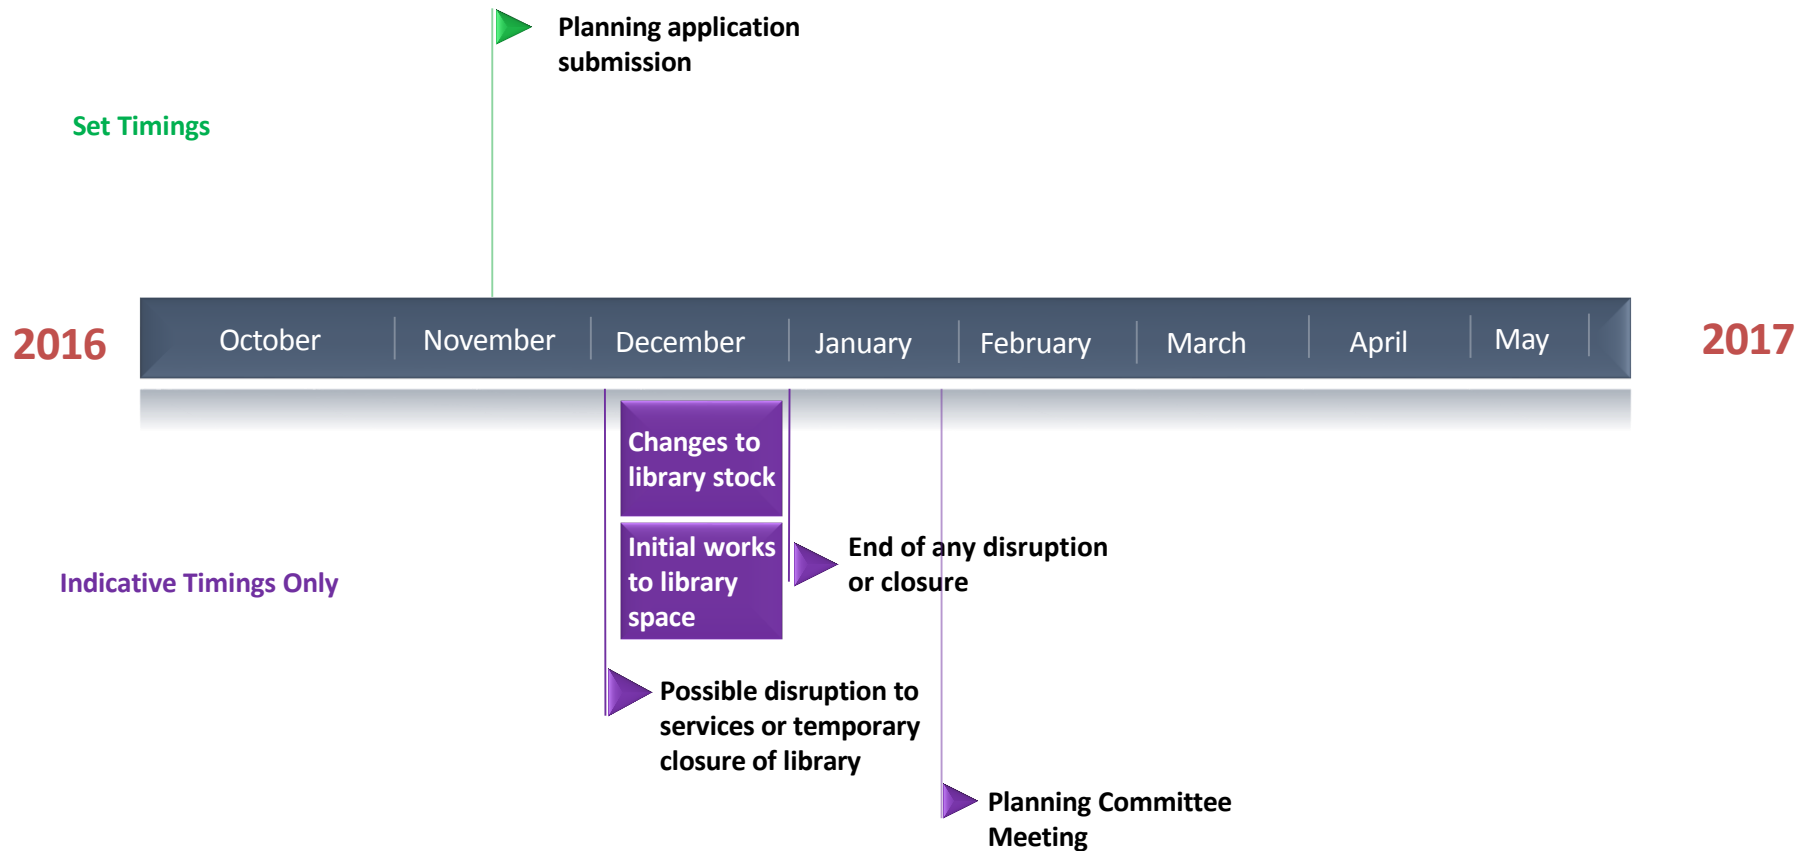 Planning application
submission
Set Timings
2016
October
November
December
January
February
March
April
May
2017
Changes to
library stock
Initial works
to library
space
End of any disruption
or closure
Indicative Timings Only
Possible disruption to
services or temporary
closure of library
Planning Committee
Meeting